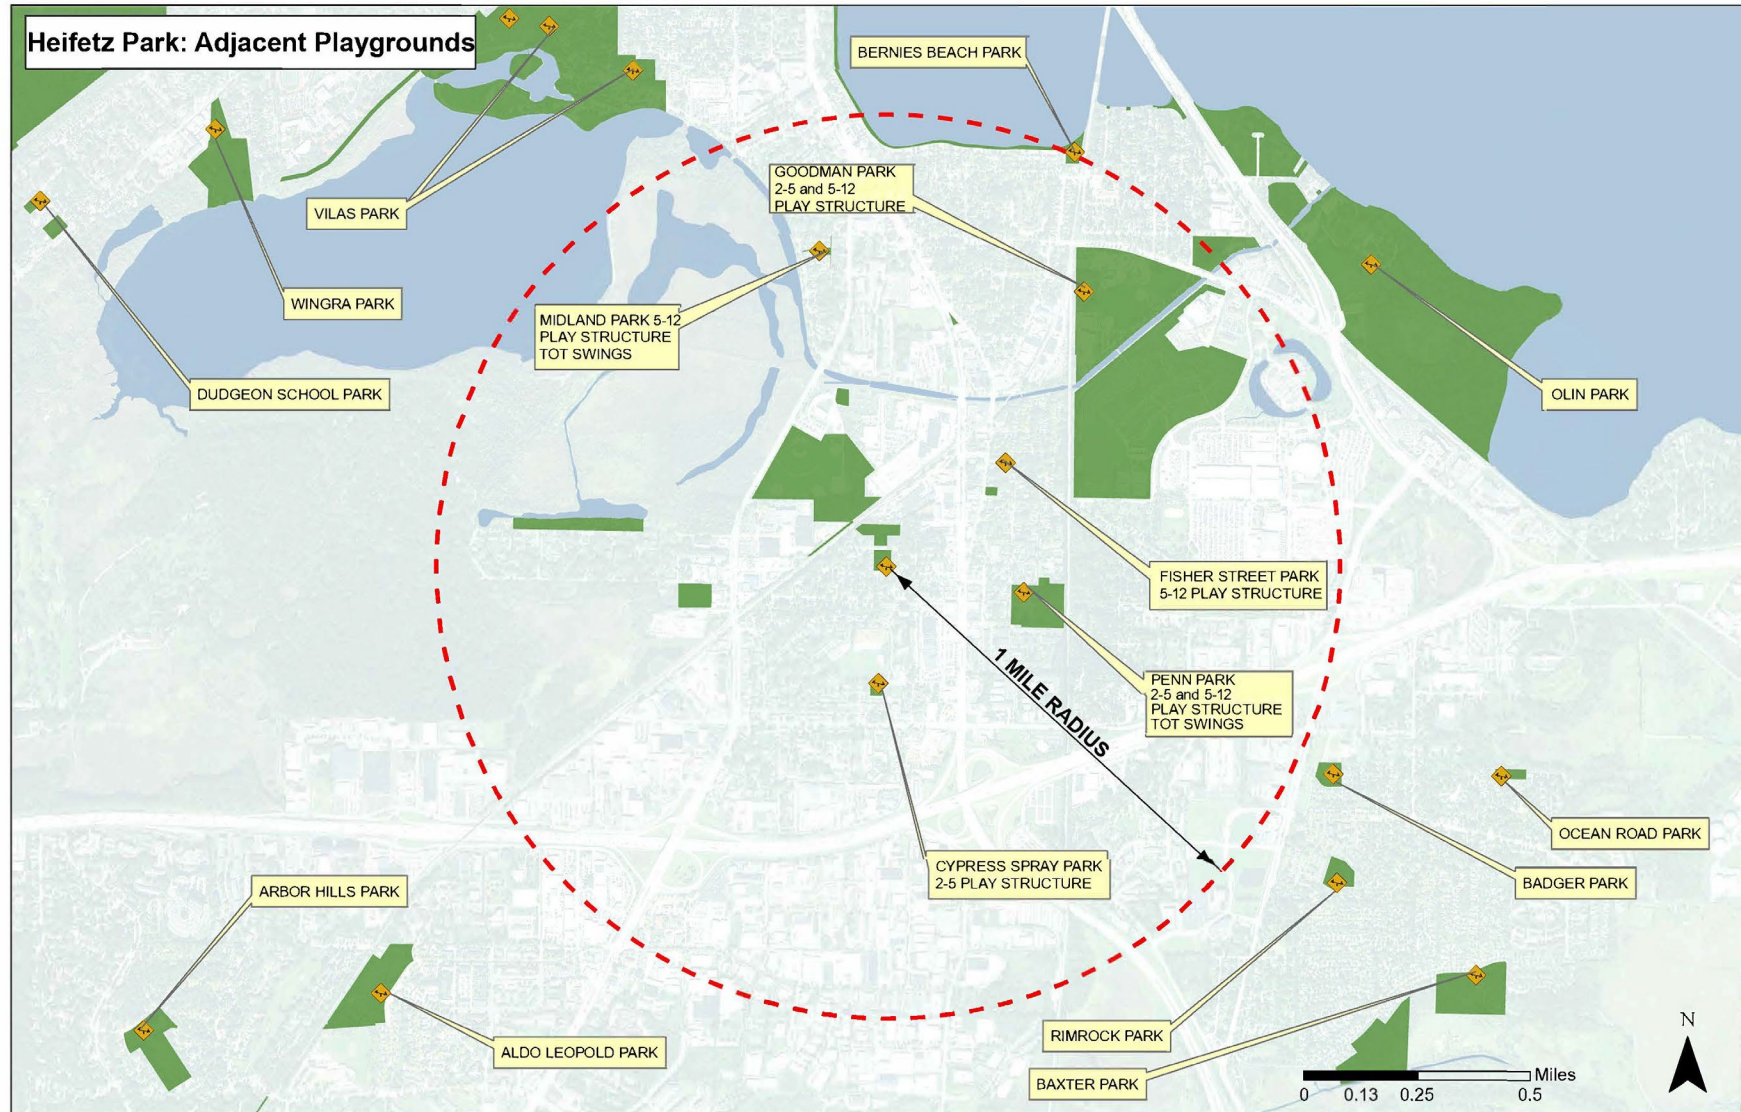 Heifetz Park: Adjacent Playgrounds
BERNIES BEACH PARK
GOODMAN PARK
2-5 and 5-12
PLAY STRUCTURE
VILAS PARK
WINGRA PARK
MIDLAND PARK 5-12
PLAY STRUCTURE
TOT SWINGS
DUDGEON SCHOOL PARK
OLIN PARK
FISHER STREET PARK
5-12 PLAY STRUCTURE
1 MILE RADIUS
PENN PARK
2-5 and 5-12
PLAY STRUCTURE
TOT SWINGS
OCEAN ROAD PARK
CYPRESS SPRAY PARK
2-5 PLAY STRUCTURE
BADGER PARK
ARBOR HILLS PARK
ALDO LEOPOLD PARK
RIMROCK PARK
BAXTER PARK
N
Miles
0 0.13 0.25 0.5